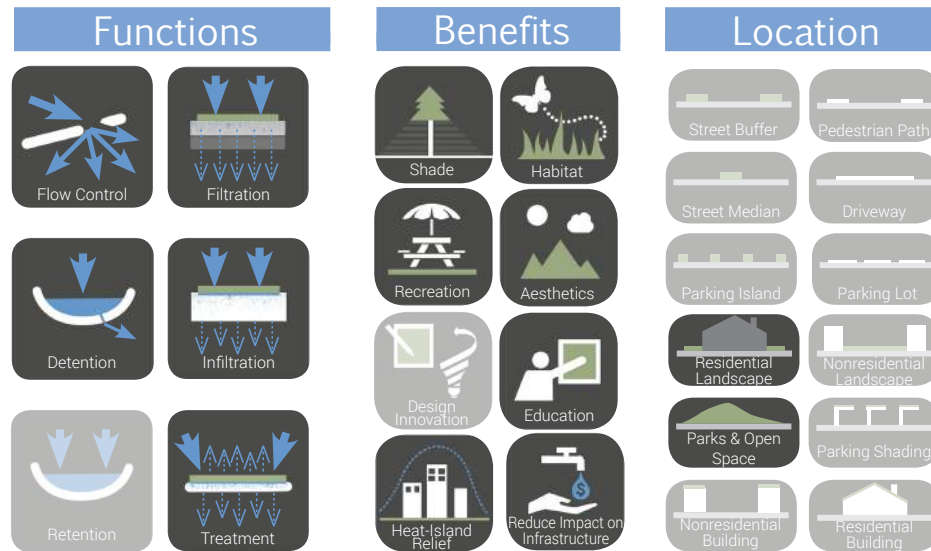 Functions
Flow Control
Filtration
Detention
Infiltration
Retention
Treatment
Benefits
Shade
Habitat
Recreation
Aesthetics
Design
Innovation
Education
Heat-Island
Relief
$
Reduce Impact on
Infrastructure
Location
Street Buffer
Pedestrian Path
Street Median
Driveway
Parking Island
Parking Lot
Residential
Landscape
Nonresidential
Landscape
Parks & Open
Space
Parking Shading
Nonresidential
Building
Residential
Building